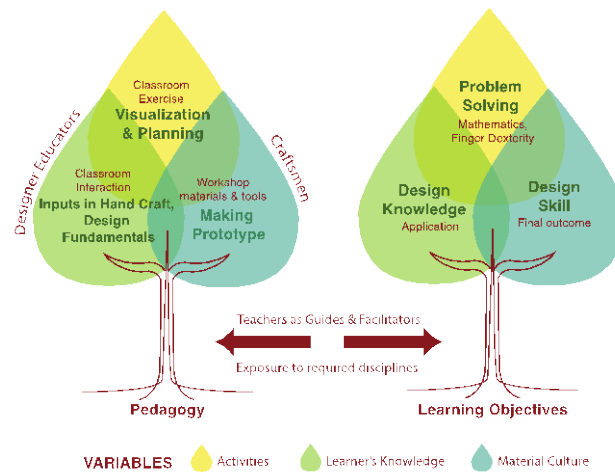 Classroom
Exercise
Visualization
& Planning
Designer Educators
Craftsmen
Classroom
Interaction
Inputs in Hand Craft,
Design
Fundamentals
Workshop
materials & tools
Making
Prototype
Problem
Solving
Mathematics,
Finger Dexterity
Design
Knowledge
Application
Design
Skill
Final outcome
Teachers as Guides & Facilitators
Exposure to required disciplines
Pedagogy
Learning Objectives
VARIABLES Activities Learner's Knowledge Material Culture